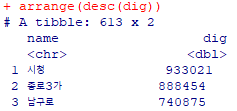 + arrange(desc(dig))
# A tibble: 613 x 2
name dig
<chr> <dbl>
1 시청 933021
2 종로3가 888454
3 남구로 740875